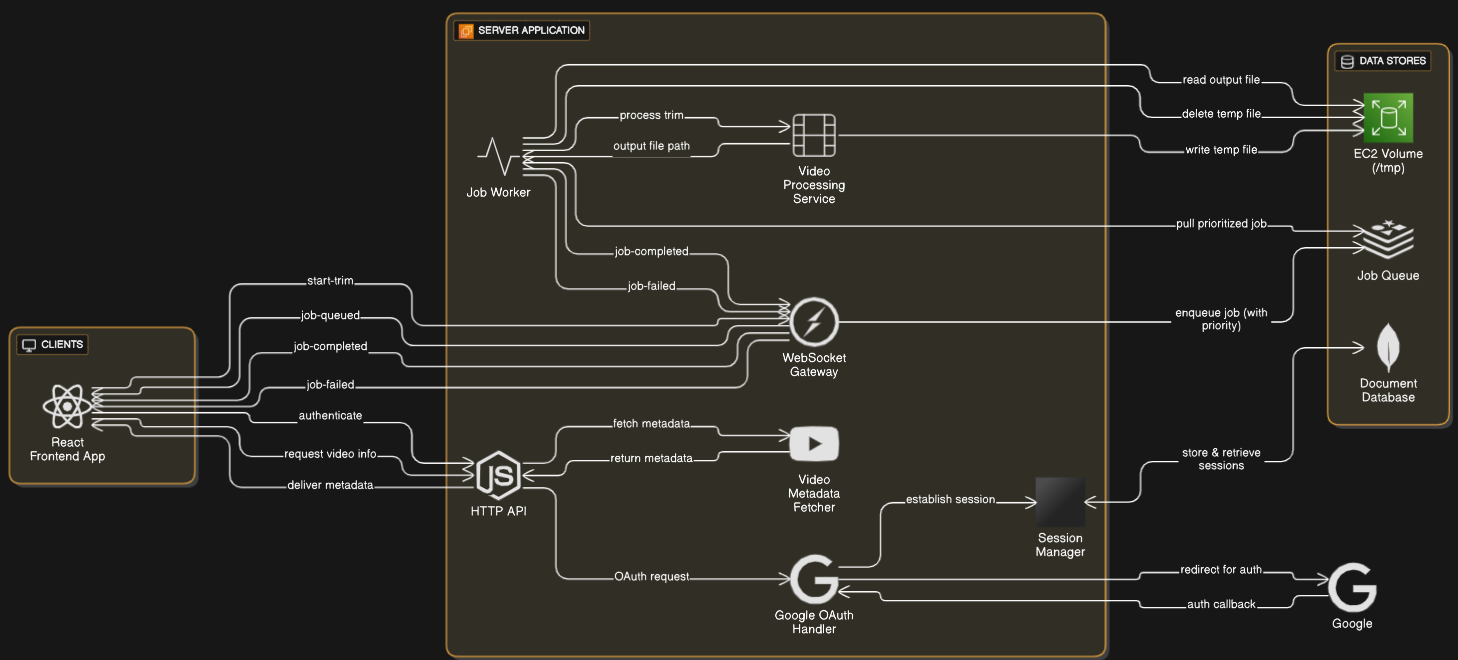 SERVER APPLICATION
DATA STORES
read output file
delete temp file
process trim
output file path
write temp file
EC2 Volume
(/tmp)
Job Worker
Video
Processing
Service
pull prioritized job
job-completed
job-failed
Job Queue
start-trim
job-queued
enqueue job (with
priority)
CLIENTS
job-completed
WebSocket
Gateway
job-failed
Document
Database
React
Frontend App
authenticate
fetch metadata
request video info
return metadata
store & retrieve
sessions
deliver metadata
JS
HTTP API
Video
Metadata
Fetcher
establish session
Session
Manager
OAuth request
redirect for auth
auth callback
G
Google OAuth
Handler
G
Google